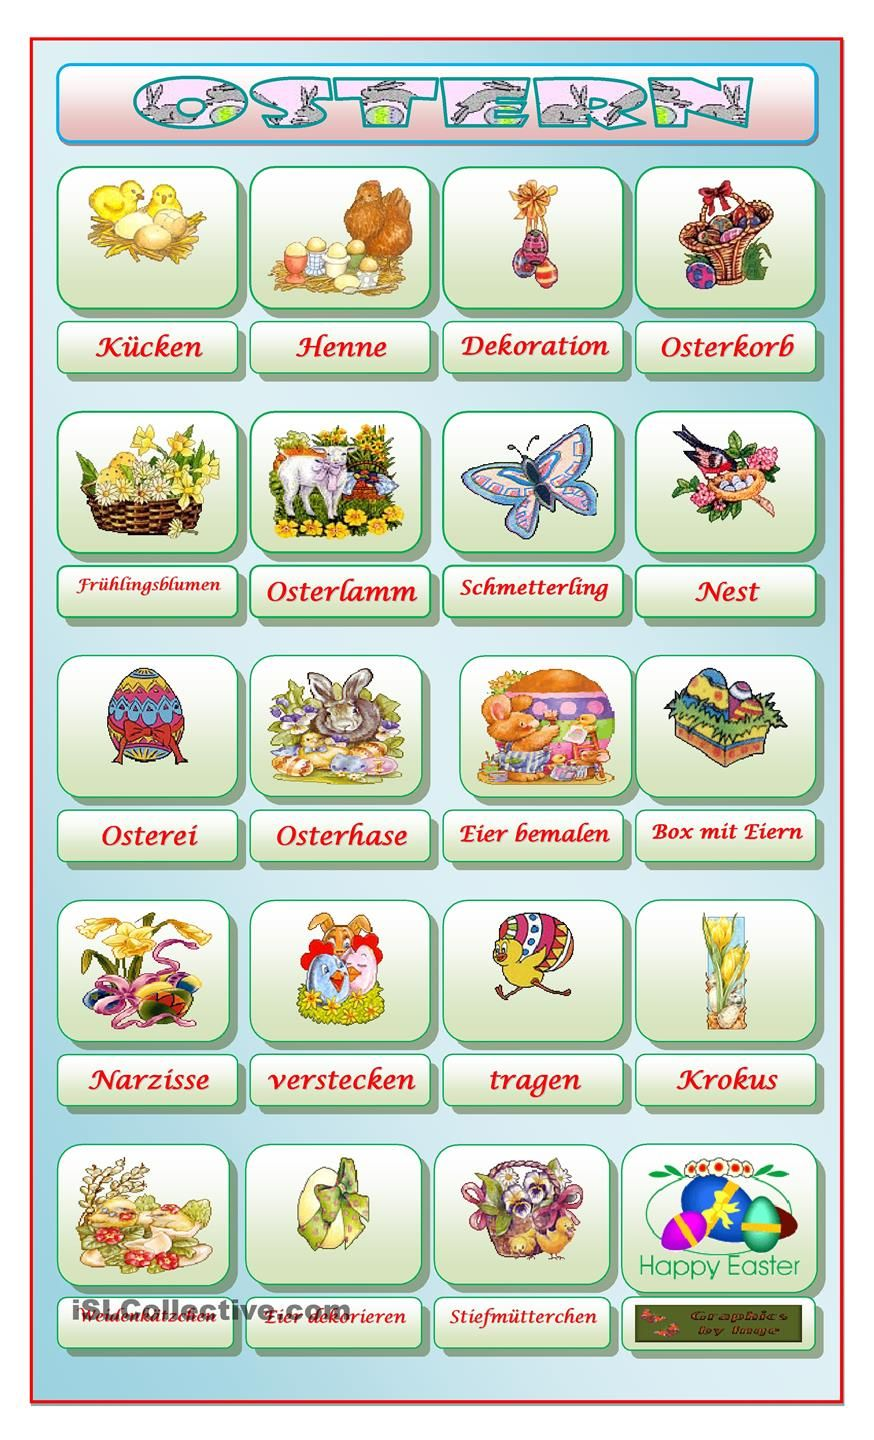 OSTERN
Kücken Henne Dekoration Osterkorb
Frühlingsblumen Osterlamm Schmetterling Nest
Osterei Osterhase Eier bemalen Box mit Eiern
Narzisse verstecken tragen Krokus
Happy Easter
iSLCollective.com
Weidenkätzchen Eier dekorieren Stiefmütterchen Graphics
by Inge